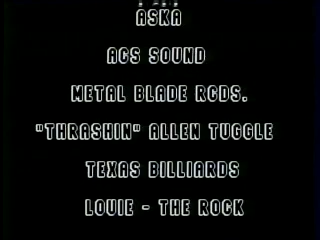 ASKA
ACS SOUND
METAL BLADE RCDS.
"THRASHIN" ALLEN TUGGLE
TEXAS BILLIARDS
LOUIE - THE ROCK